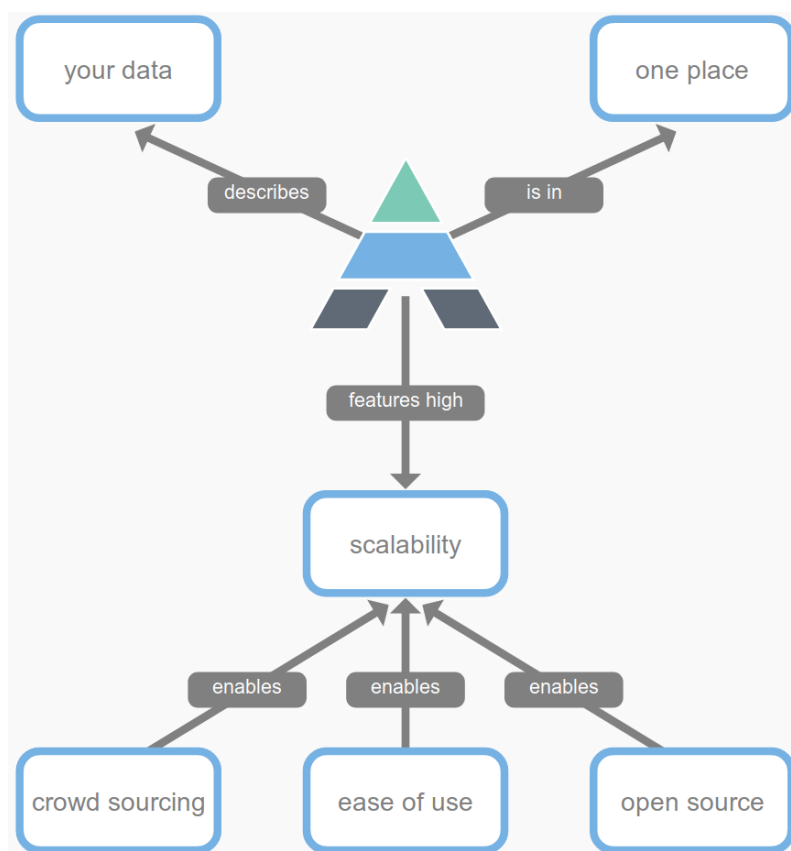 your data
one place
describes
is in
features high
scalability
enables
enables
enables
crowd sourcing
ease of use
open source